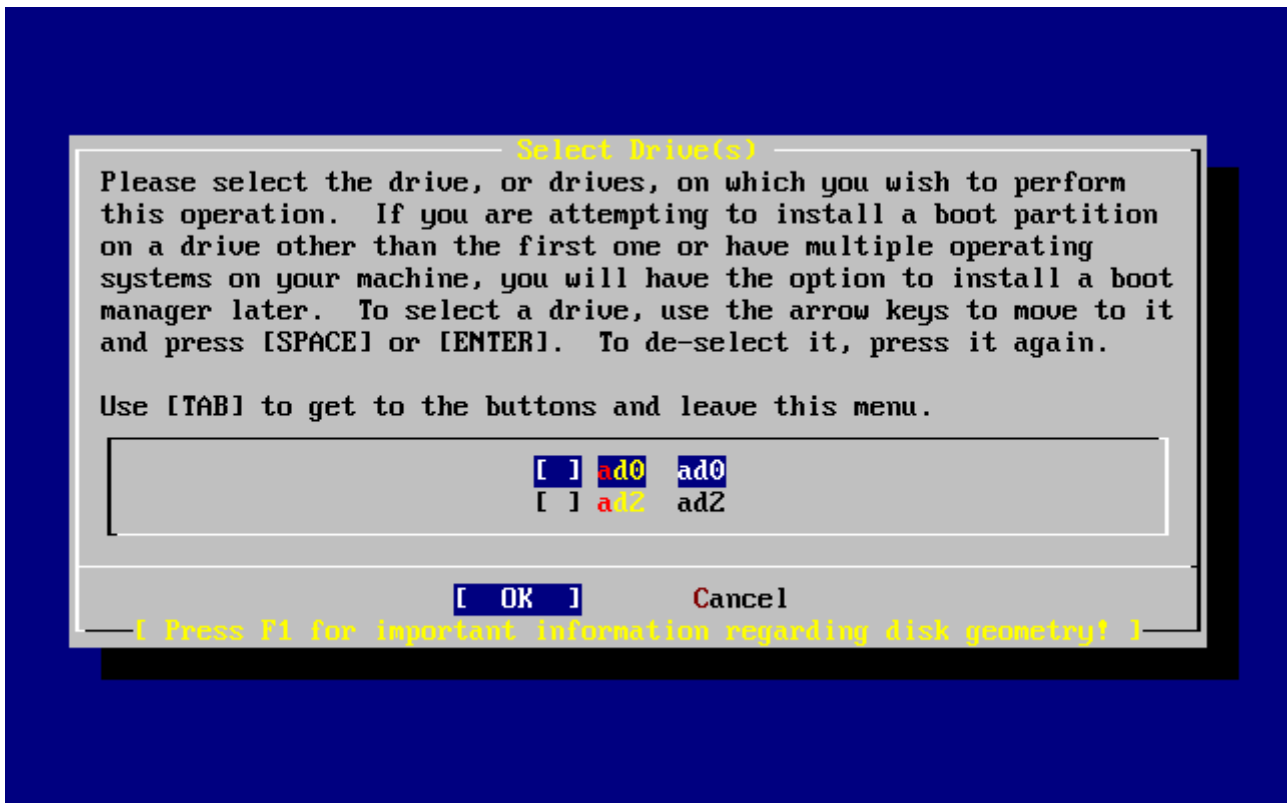 Select Drive(s)
Please select the drive, or drives, on which you wish to perform
this operation.  If you are attempting to install a boot partition
on a drive other than the first one or have multiple operating
systems on your machine, you will have the option to install a boot
manager later.  To select a drive, use the arrow keys to move to it
and press [SPACE] or [ENTER].  To de-select it, press it again.
Use [TAB] to get to the buttons and leave this menu.
[ ] ad0  ad0
[ ] ad2  ad2
[  OK  ]       Cancel
[ Press F1 for important information regarding disk geometry! ]